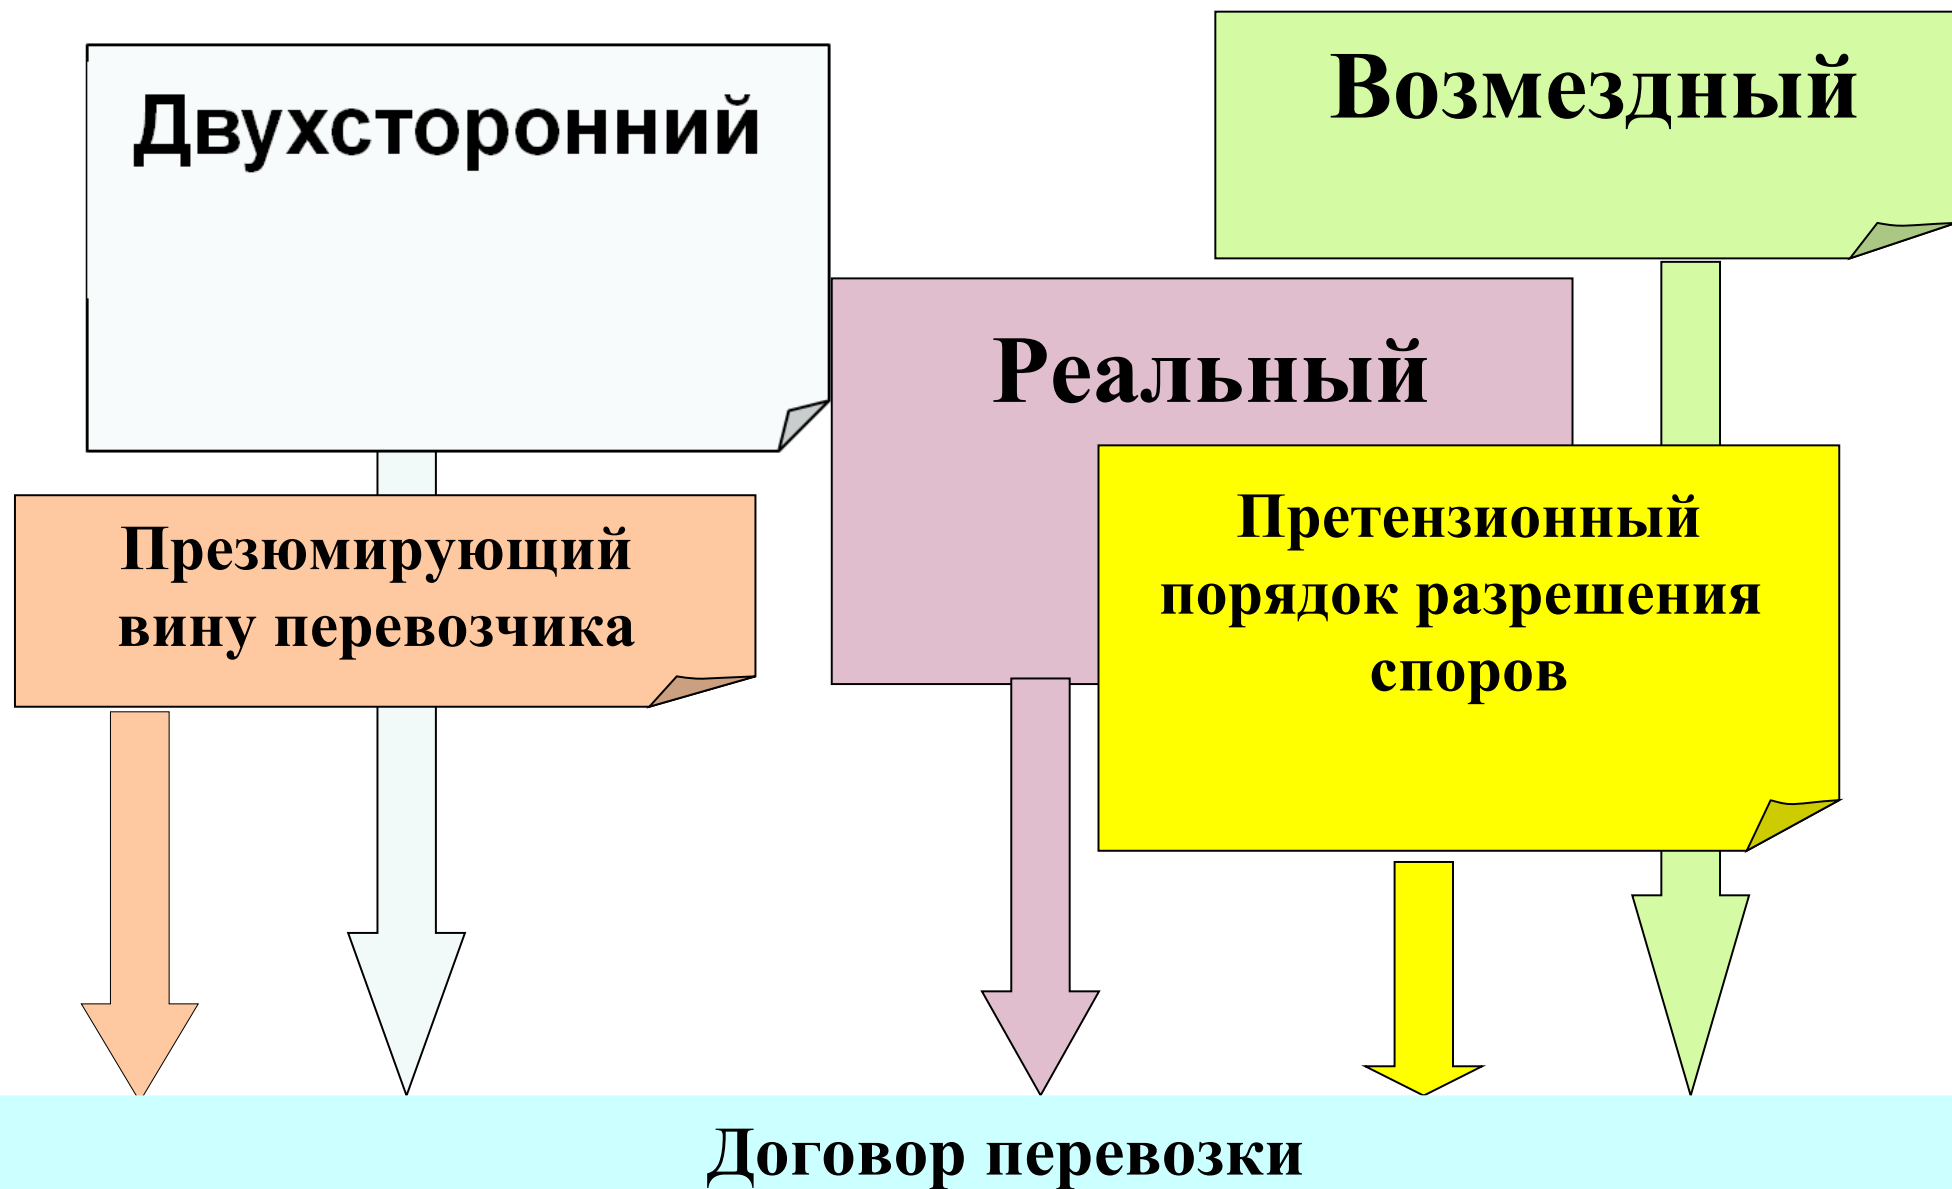 Двухсторонний
Возмездный
Реальный
Презюмирующий
вину перевозчика
Претензионный
порядок разрешения
споров
Договор перевозки